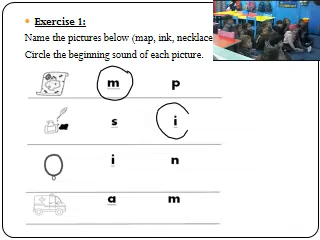 Exercise 1:
Name the pictures below (map, ink, necklace
Circle the beginning sound of each picture.
m p
s i
i n
a m